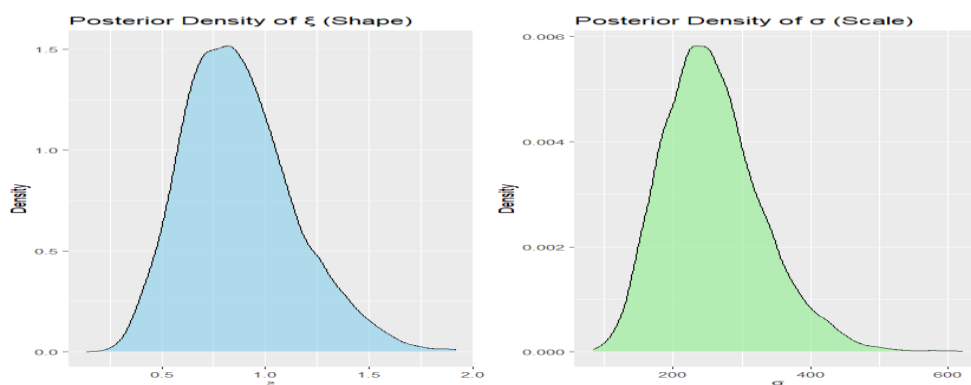 Posterior Density of ξ (Shape)
Posterior Density of σ (Scale)
Density
1.5
1.0
0.5
0.0
0.5 1.0 1.5 2.0
Density
0.006
0.004
0.002
0.000
200 400 600
σ